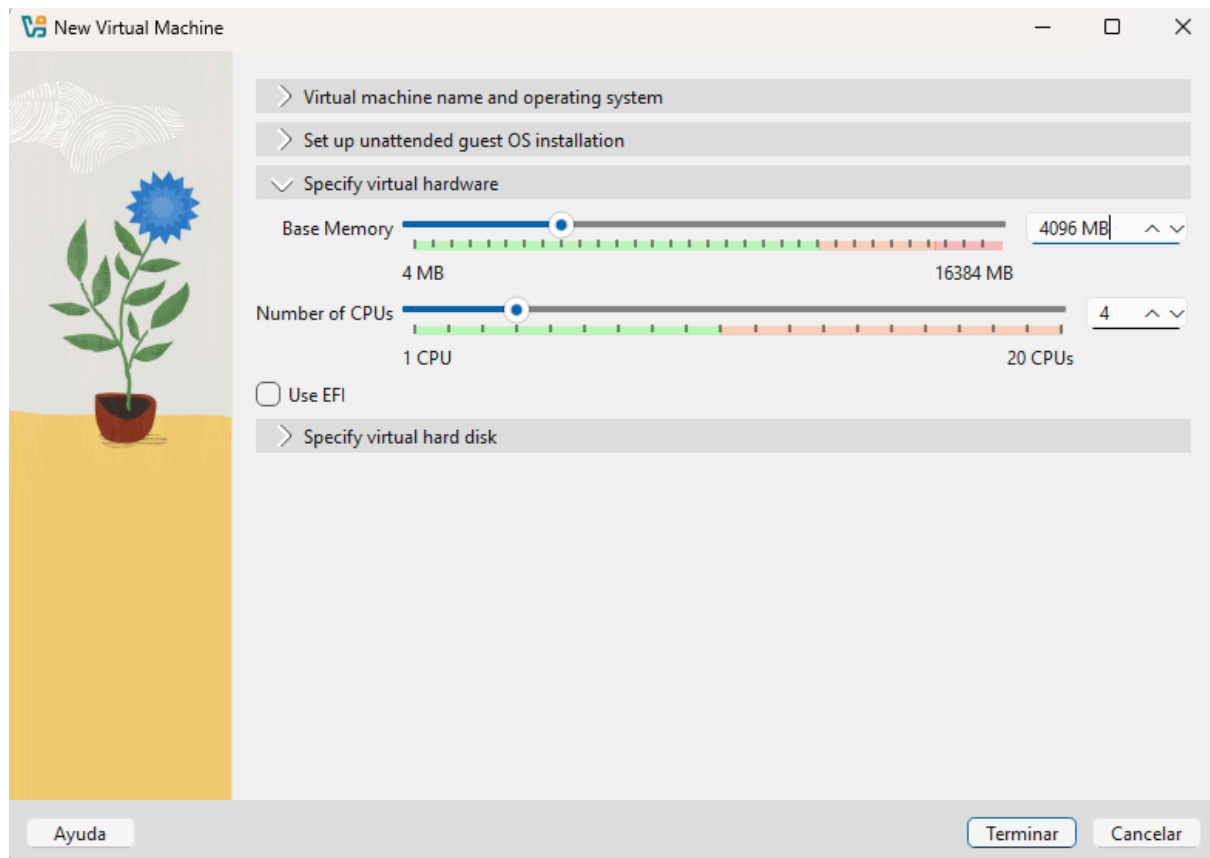 New Virtual Machine
Virtual machine name and operating system
Set up unattended guest OS installation
Specify virtual hardware
Base Memory 4096 MB
4 MB 16384 MB
Number of CPUs 4
1 CPU 20 CPUs
Use EFI
Specify virtual hard disk
Ayuda Terminar Cancelar